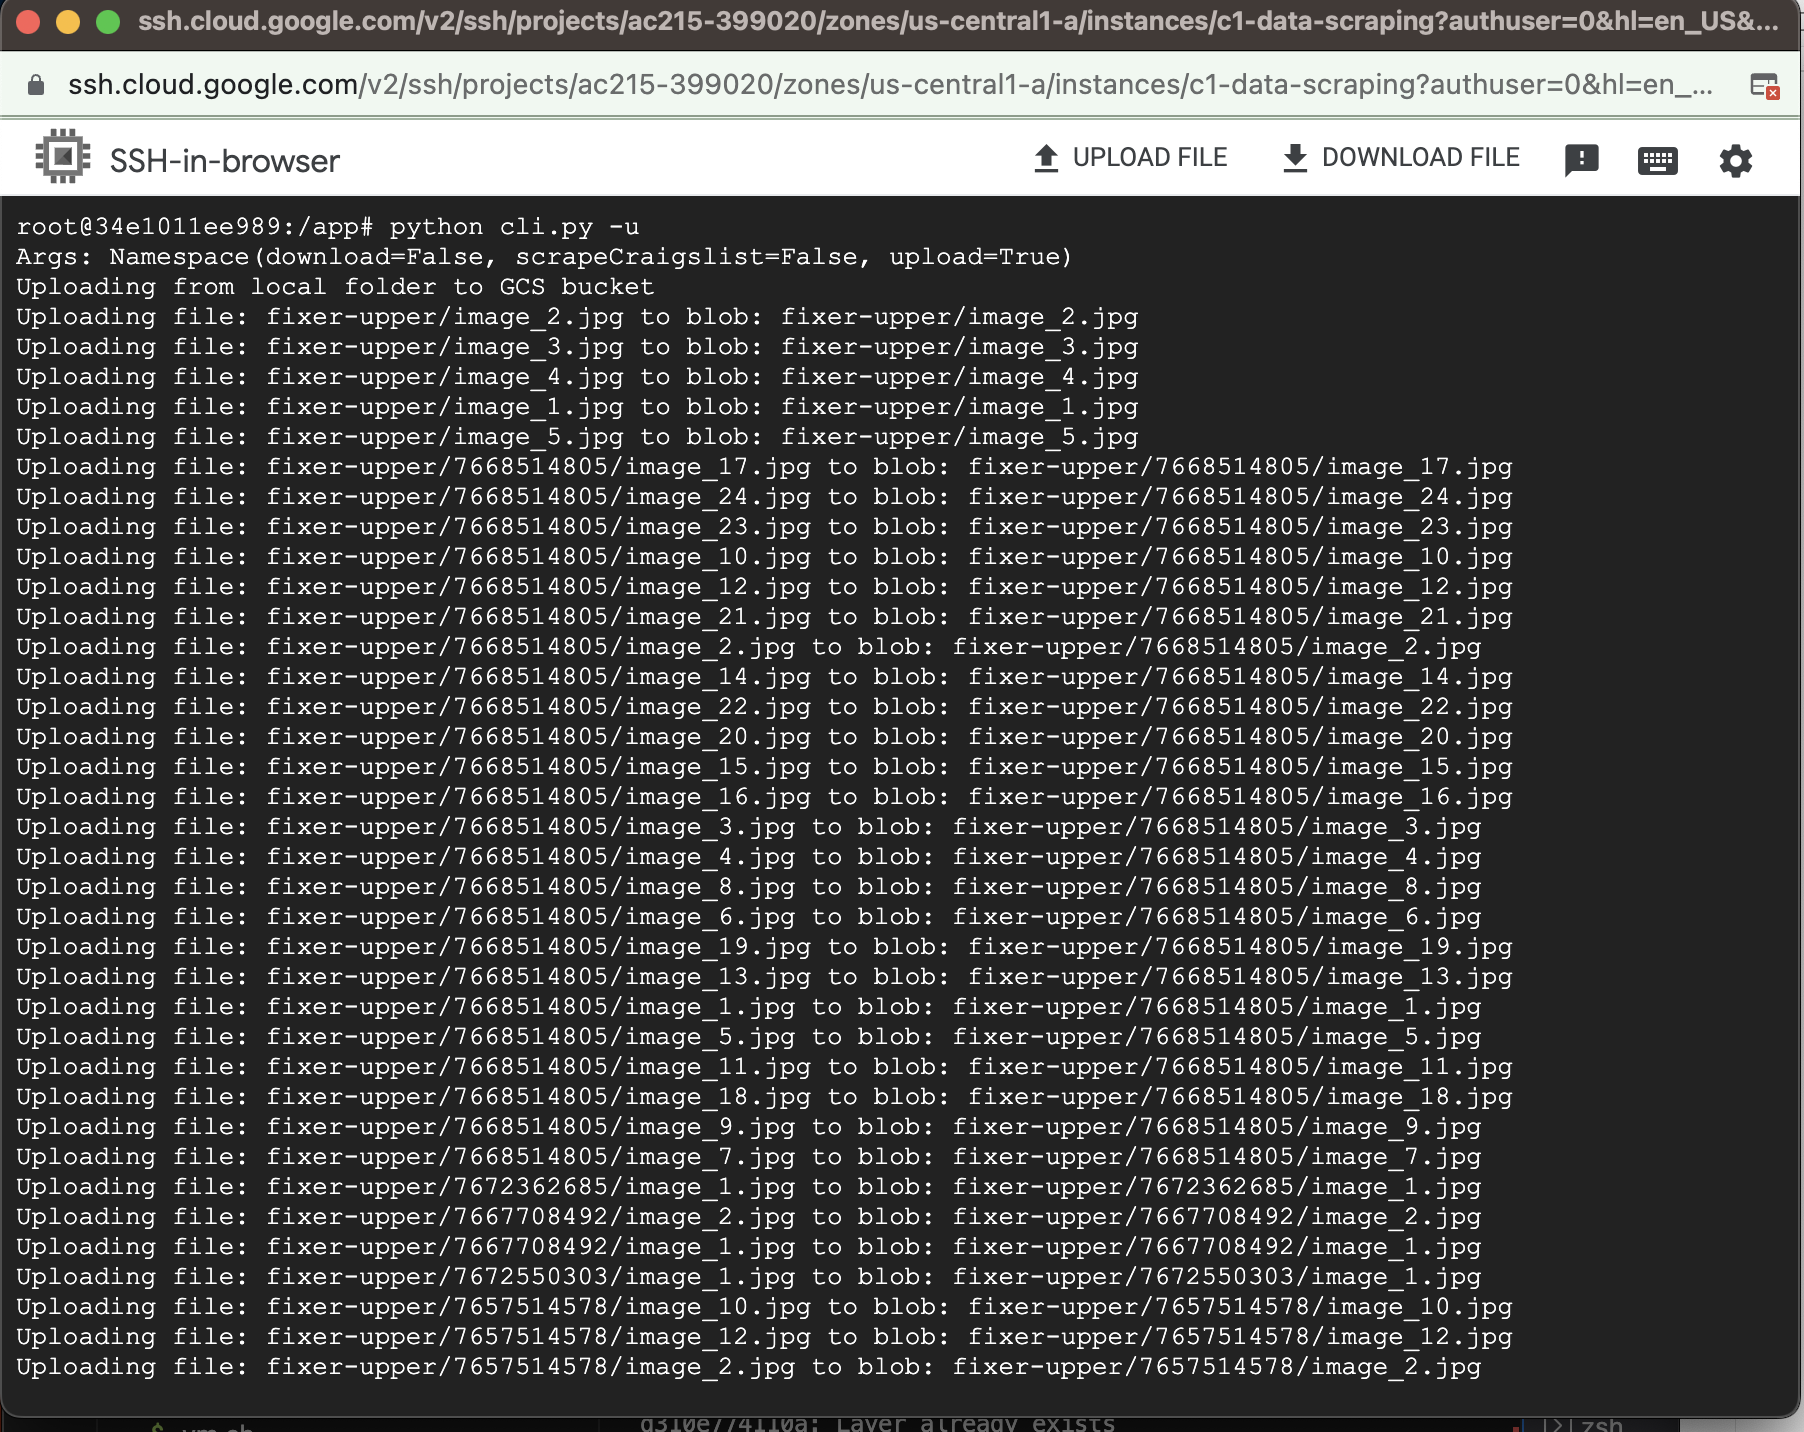 ssh.cloud.google.com/v2/ssh/projects/ac215-399020/zones/us-central1-a/instances/c1-data-scraping?authuser=0&hl=en_US&...
ssh.cloud.google.com/v2/ssh/projects/ac215-399020/zones/us-central1-a/instances/c1-data-scraping?authuser=0&hl=en_...
SSH-in-browser UPLOAD FILE DOWNLOAD FILE
root@34e1011ee989:/app# python cli.py -u
Args: Namespace(download=False, scrapeCraigslist=False, upload=True)
Uploading from local folder to GCS bucket
Uploading file: fixer-upper/image_2.jpg to blob: fixer-upper/image_2.jpg
Uploading file: fixer-upper/image_3.jpg to blob: fixer-upper/image_3.jpg
Uploading file: fixer-upper/image_4.jpg to blob: fixer-upper/image_4.jpg
Uploading file: fixer-upper/image_1.jpg to blob: fixer-upper/image_1.jpg
Uploading file: fixer-upper/image_5.jpg to blob: fixer-upper/image_5.jpg
Uploading file: fixer-upper/7668514805/image_17.jpg to blob: fixer-upper/7668514805/image_17.jpg
Uploading file: fixer-upper/7668514805/image_24.jpg to blob: fixer-upper/7668514805/image_24.jpg
Uploading file: fixer-upper/7668514805/image_23.jpg to blob: fixer-upper/7668514805/image_23.jpg
Uploading file: fixer-upper/7668514805/image_10.jpg to blob: fixer-upper/7668514805/image_10.jpg
Uploading file: fixer-upper/7668514805/image_12.jpg to blob: fixer-upper/7668514805/image_12.jpg
Uploading file: fixer-upper/7668514805/image_21.jpg to blob: fixer-upper/7668514805/image_21.jpg
Uploading file: fixer-upper/7668514805/image_2.jpg to blob: fixer-upper/7668514805/image_2.jpg
Uploading file: fixer-upper/7668514805/image_14.jpg to blob: fixer-upper/7668514805/image_14.jpg
Uploading file: fixer-upper/7668514805/image_22.jpg to blob: fixer-upper/7668514805/image_22.jpg
Uploading file: fixer-upper/7668514805/image_20.jpg to blob: fixer-upper/7668514805/image_20.jpg
Uploading file: fixer-upper/7668514805/image_15.jpg to blob: fixer-upper/7668514805/image_15.jpg
Uploading file: fixer-upper/7668514805/image_16.jpg to blob: fixer-upper/7668514805/image_16.jpg
Uploading file: fixer-upper/7668514805/image_3.jpg to blob: fixer-upper/7668514805/image_3.jpg
Uploading file: fixer-upper/7668514805/image_4.jpg to blob: fixer-upper/7668514805/image_4.jpg
Uploading file: fixer-upper/7668514805/image_8.jpg to blob: fixer-upper/7668514805/image_8.jpg
Uploading file: fixer-upper/7668514805/image_6.jpg to blob: fixer-upper/7668514805/image_6.jpg
Uploading file: fixer-upper/7668514805/image_19.jpg to blob: fixer-upper/7668514805/image_19.jpg
Uploading file: fixer-upper/7668514805/image_13.jpg to blob: fixer-upper/7668514805/image_13.jpg
Uploading file: fixer-upper/7668514805/image_1.jpg to blob: fixer-upper/7668514805/image_1.jpg
Uploading file: fixer-upper/7668514805/image_5.jpg to blob: fixer-upper/7668514805/image_5.jpg
Uploading file: fixer-upper/7668514805/image_11.jpg to blob: fixer-upper/7668514805/image_11.jpg
Uploading file: fixer-upper/7668514805/image_18.jpg to blob: fixer-upper/7668514805/image_18.jpg
Uploading file: fixer-upper/7668514805/image_9.jpg to blob: fixer-upper/7668514805/image_9.jpg
Uploading file: fixer-upper/7668514805/image_7.jpg to blob: fixer-upper/7668514805/image_7.jpg
Uploading file: fixer-upper/7672362685/image_1.jpg to blob: fixer-upper/7672362685/image_1.jpg
Uploading file: fixer-upper/7667708492/image_2.jpg to blob: fixer-upper/7667708492/image_2.jpg
Uploading file: fixer-upper/7667708492/image_1.jpg to blob: fixer-upper/7667708492/image_1.jpg
Uploading file: fixer-upper/7672550303/image_1.jpg to blob: fixer-upper/7672550303/image_1.jpg
Uploading file: fixer-upper/7657514578/image_10.jpg to blob: fixer-upper/7657514578/image_10.jpg
Uploading file: fixer-upper/7657514578/image_12.jpg to blob: fixer-upper/7657514578/image_12.jpg
Uploading file: fixer-upper/7657514578/image_2.jpg to blob: fixer-upper/7657514578/image_2.jpg
Layer already exists zsh